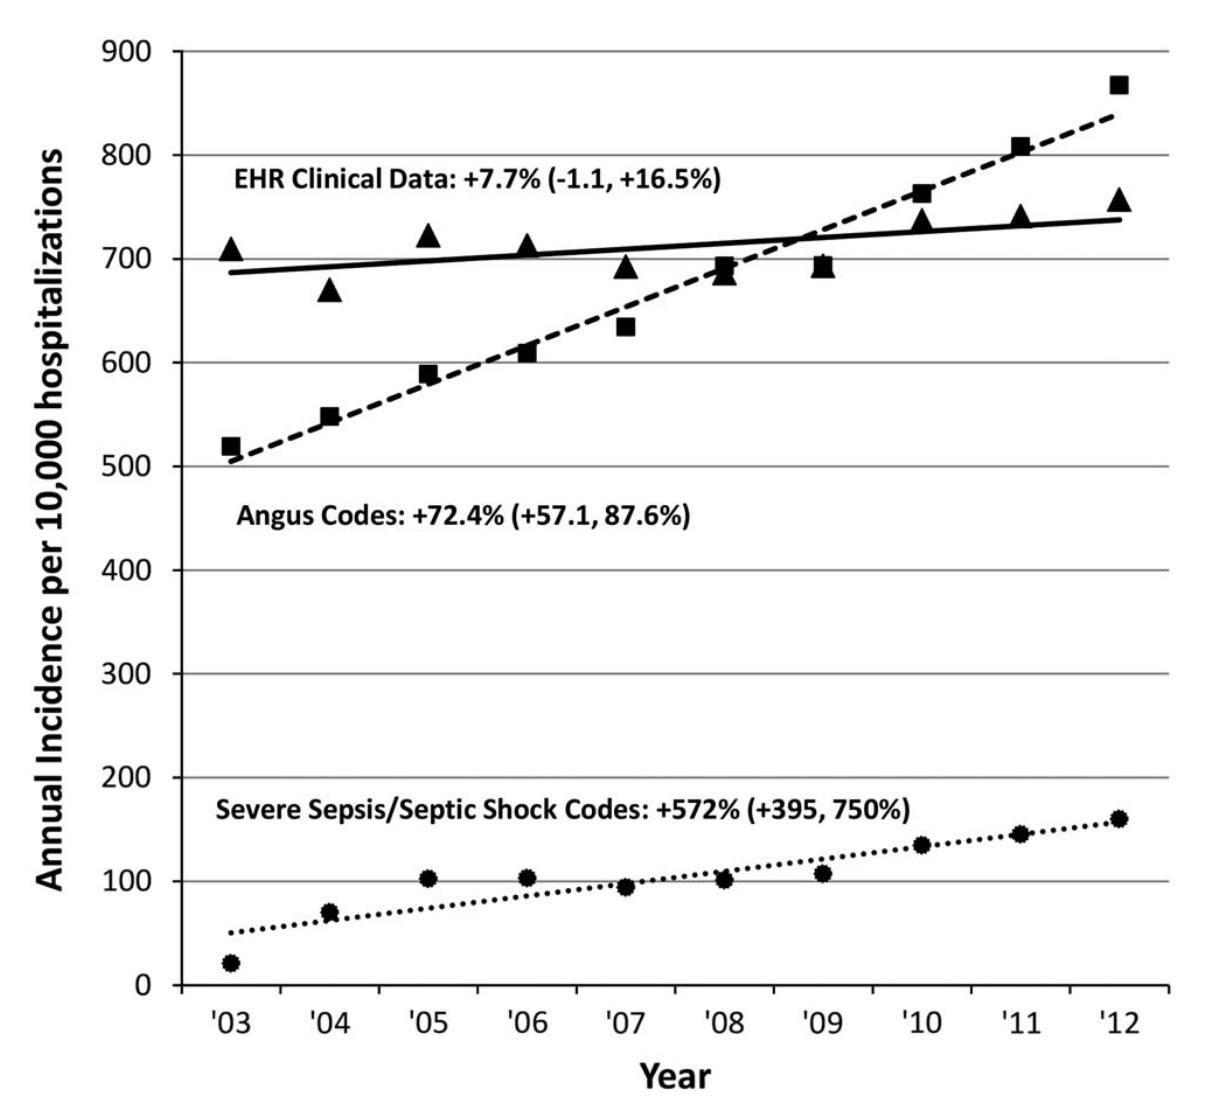 900
800
700
600
500
400
300
200
100
0
Annual Incidence per 10,000 hospitalizations
EHR Clinical Data: +7.7% (-1.1, +16.5%)
Angus Codes: +72.4% (+57.1, 87.6%)
Severe Sepsis/Septic Shock Codes: +572% (+395, 750%)
'03 '04 '05 '06 '07 '08 '09 '10 '11 '12
Year